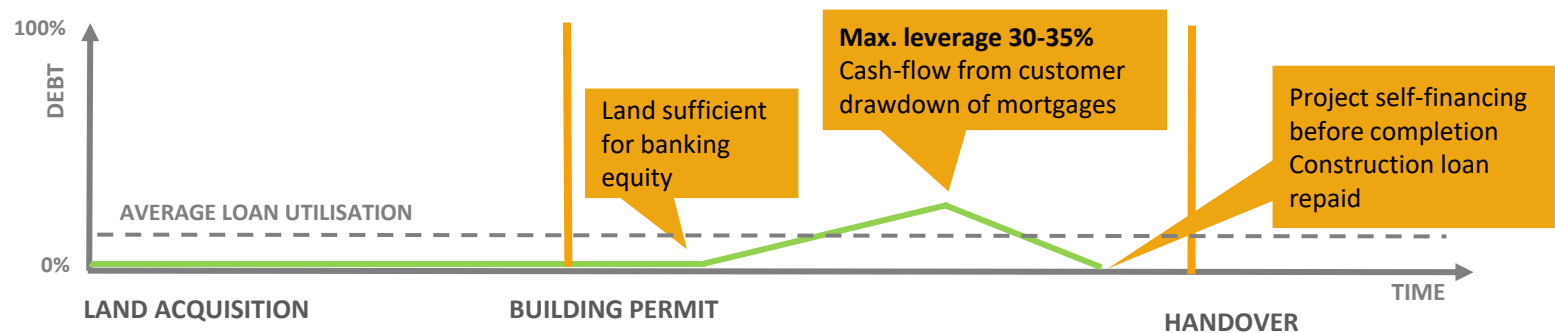 100%
DEBT
0%
AVERAGE LOAN UTILISATION
Land sufficient
for banking
equity
Max. leverage 30-35%
Cash-flow from customer
drawdown of mortgages
Project self-financing
before completion
Construction loan
repaid
TIME
LAND ACQUISITION
BUILDING PERMIT
HANDOVER